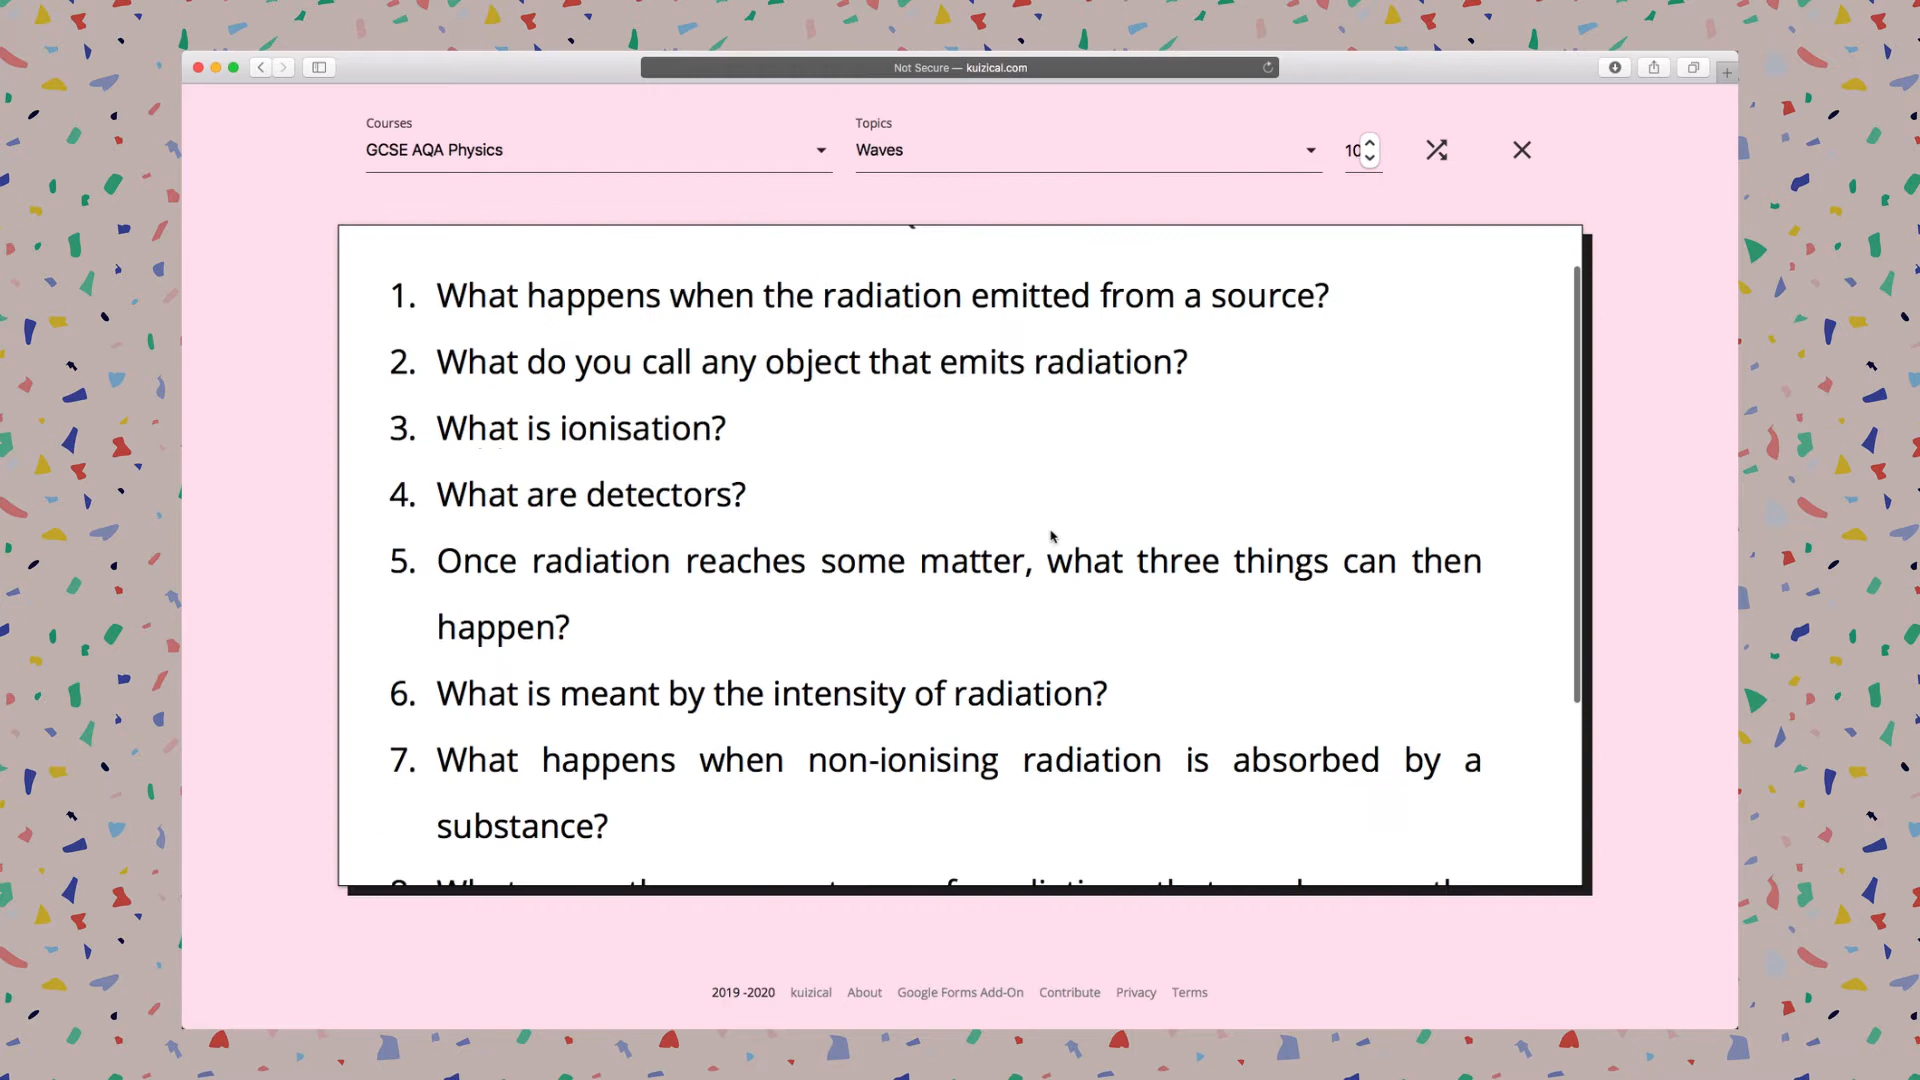 Not Secure — kuizical.com
Courses
Topics
GCSE AQA Physics
Waves
10
1. What happens when the radiation emitted from a source?
2. What do you call any object that emits radiation?
3. What is ionisation?
4. What are detectors?
5. Once radiation reaches some matter, what three things can then
happen?
6. What is meant by the intensity of radiation?
7. What happens when non-ionising radiation is absorbed by a
substance?
2019 -2020 kuizical About Google Forms Add-On Contribute Privacy Terms